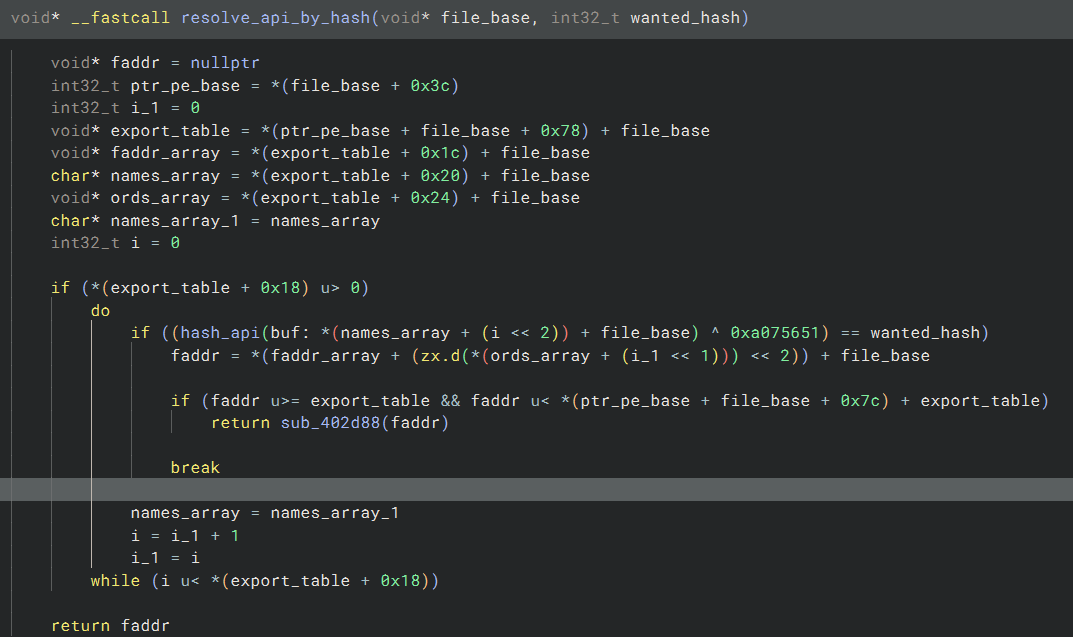 void* __fastcall resolve_api_by_hash(void* file_base, int32_t wanted_hash)
void* faddr = nullptr
int32_t ptr_pe_base = *(file_base + 0x3c)
int32_t i_1 = 0
void* export_table = *(ptr_pe_base + file_base + 0x78) + file_base
void* faddr_array = *(export_table + 0x1c) + file_base
char* names_array = *(export_table + 0x20) + file_base
void* ords_array = *(export_table + 0x24) + file_base
char* names_array_1 = names_array
int32_t i = 0
if (*(export_table + 0x18) u> 0)
do
if ((hash_api(buf: *(names_array + (i << 2)) + file_base) ^ 0xa075651) == wanted_hash)
faddr = *(faddr_array + (zx.d(*(ords_array + (i_1 << 1))) << 2)) + file_base
if (faddr u>= export_table && faddr u< *(ptr_pe_base + file_base + 0x7c) + export_table)
return sub_402d88(faddr)
break
names_array = names_array_1
i = i_1 + 1
i_1 = i
while (i u< *(export_table + 0x18))
return faddr